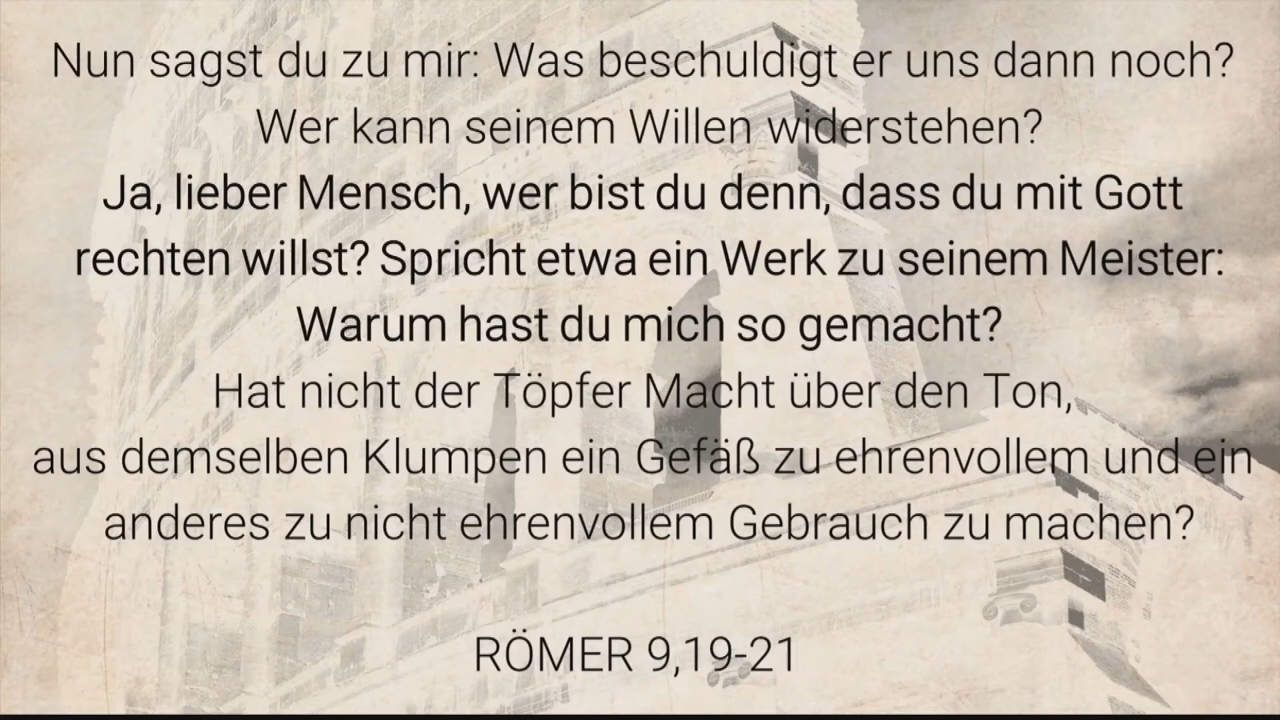 Nun sagst du zu mir: Was beschuldigt er uns dann noch?
Wer kann seinem Willen widerstehen?
Ja, lieber Mensch, wer bist du denn, dass du mit Gott
rechten willst? Spricht etwa ein Werk zu seinem Meister:
Warum hast du mich so gemacht?
Hat nicht der Töpfer Macht über den Ton,
aus demselben Klumpen ein Gefäß zu ehrenvollem und ein
anderes zu nicht ehrenvollem Gebrauch zu machen?
RÖMER 9,19-21